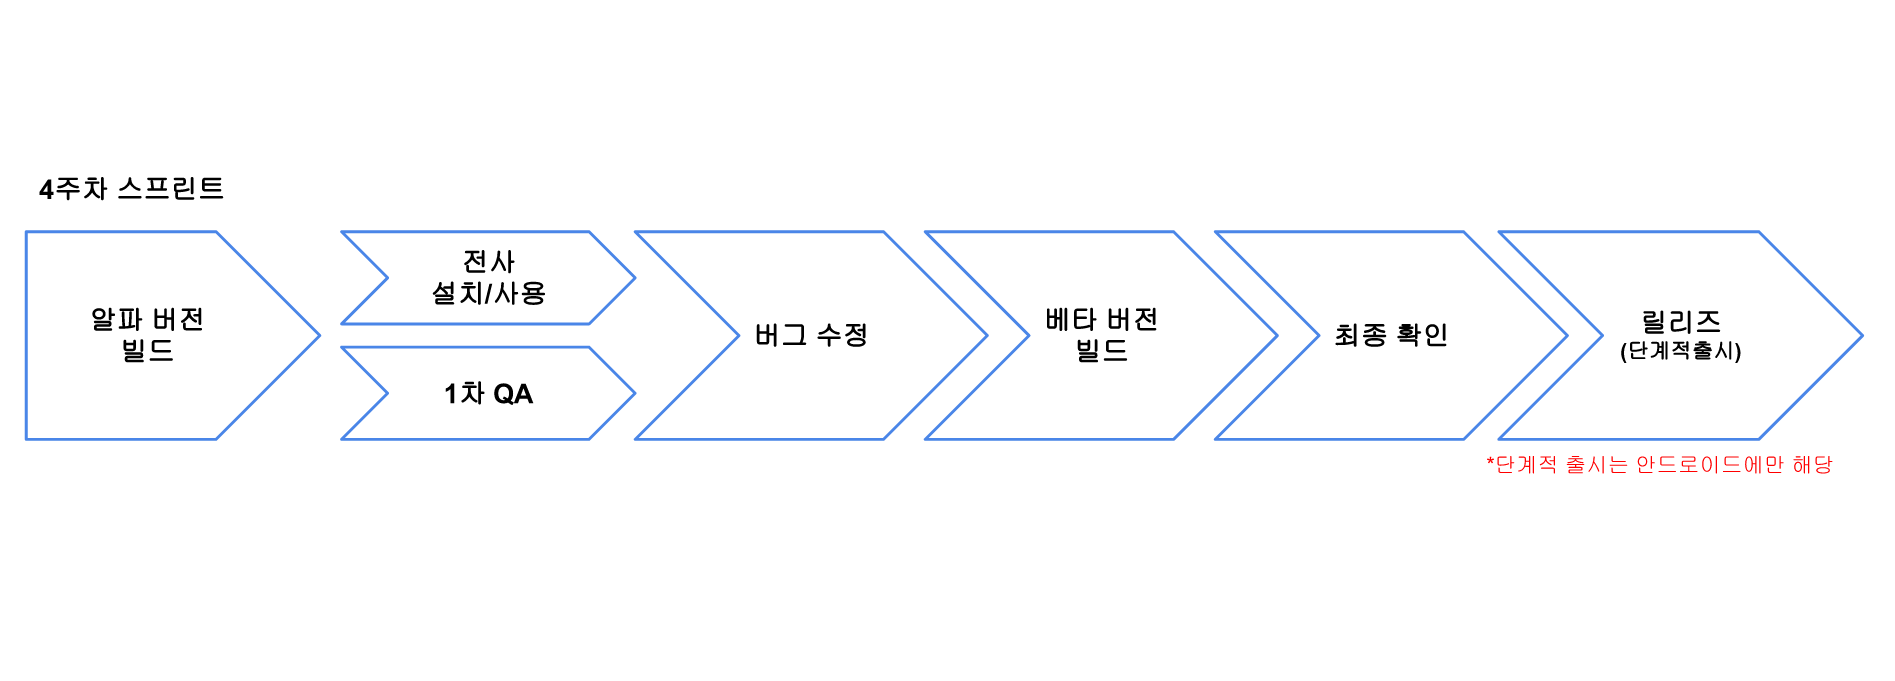 4주차 스프린트
알파 버전
빌드
전사
설치/사용
1차 QA
버그 수정
베타 버전
빌드
최종 확인
릴리즈
(단계적출시)
*단계적 출시는 안드로이드에만 해당